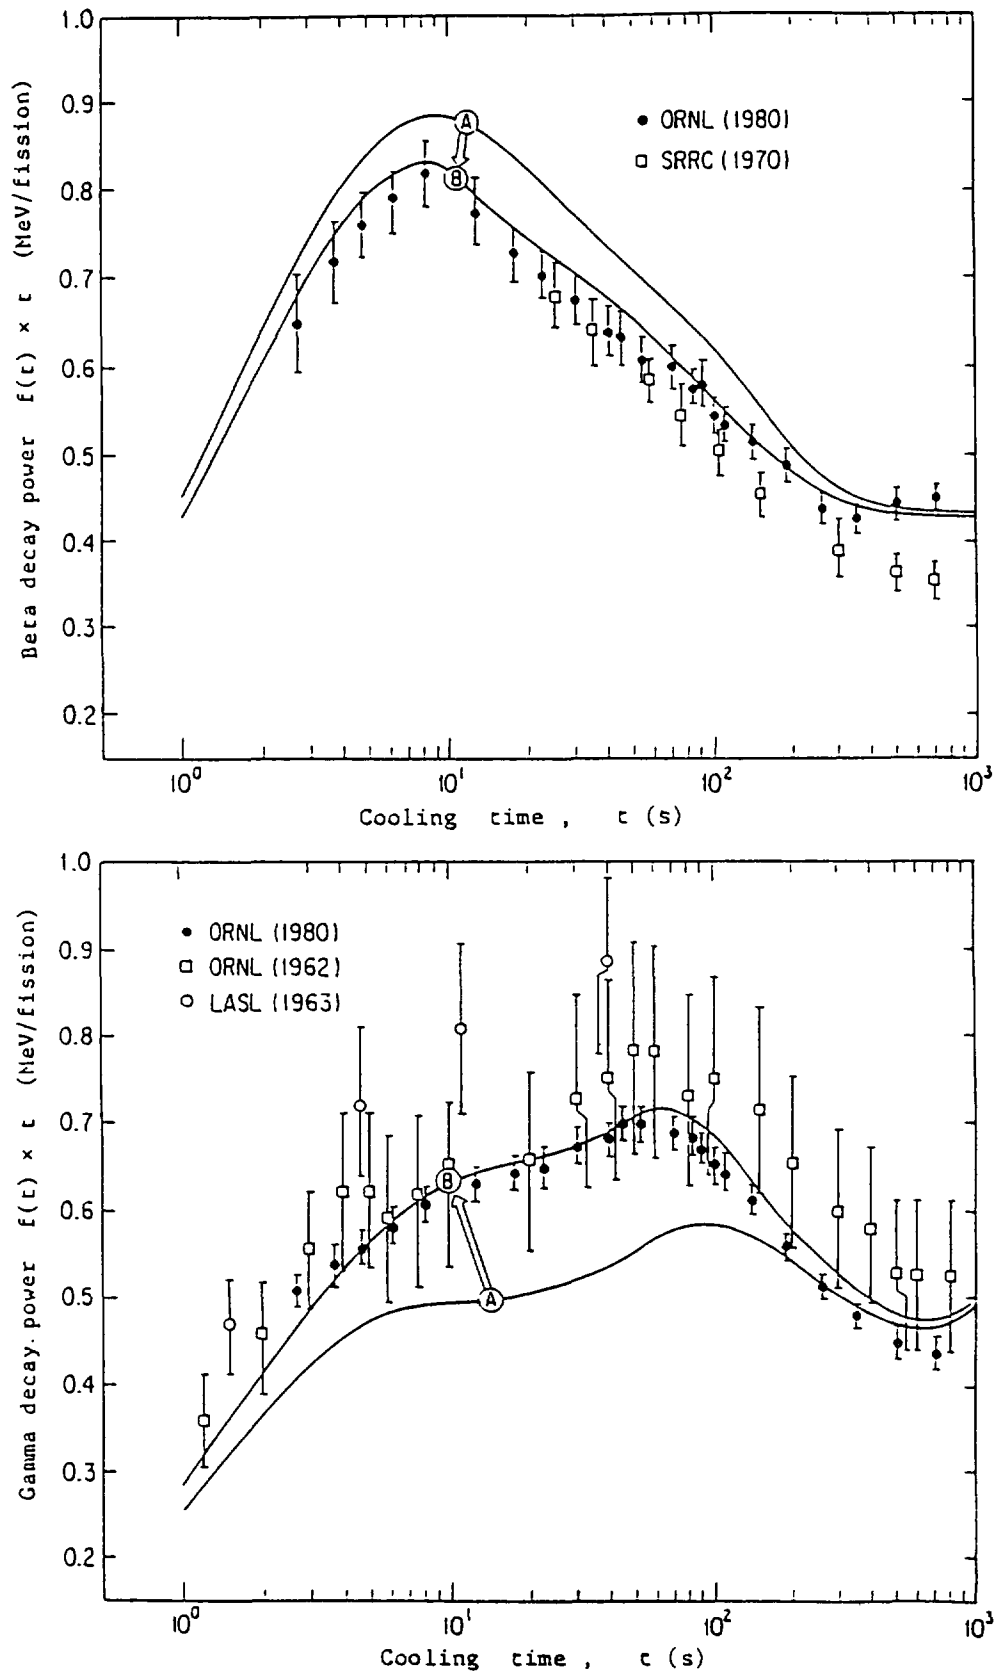 Beta decay power f(t) × t (MeV/fission)
1.0
0.9
0.8
0.7
0.6
0.5
0.4
0.3
0.2
A
B
ORNL (1980)
SRRC (1970)
10⁰ 10¹ 10² 10³
Cooling time , t (s)
Gamma decay. power f(t) × t (MeV/fission)
1.0
0.9
0.8
0.7
0.6
0.5
0.4
0.3
0.2
ORNL (1980)
ORNL (1962)
LASL (1963)
B
A
10⁰ 10¹ 10² 10³
Cooling time , t (s)